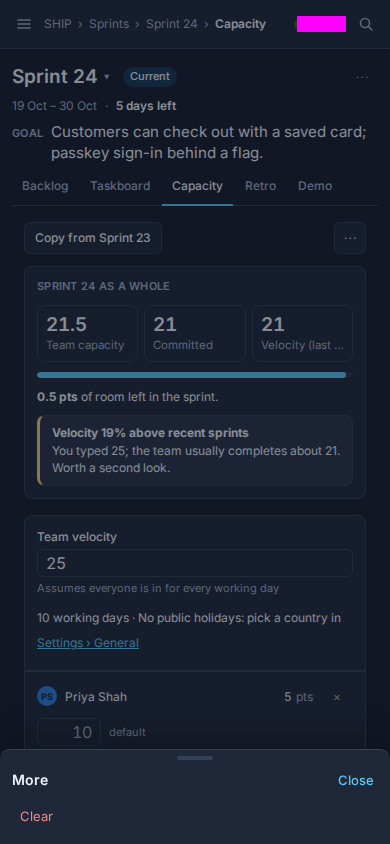 SHIP › Sprints › Sprint 24 › Capacity
Sprint 24 ▾ Current ...
19 Oct – 30 Oct · 5 days left
GOAL Customers can check out with a saved card;
passkey sign-in behind a flag.
Backlog Taskboard Capacity Retro Demo
Copy from Sprint 23 ...
SPRINT 24 AS A WHOLE
21.5 21 21
Team capacity Committed Velocity (last ...
0.5 pts of room left in the sprint.
Velocity 19% above recent sprints
You typed 25; the team usually completes about 21.
Worth a second look.
Team velocity
25
Assumes everyone is in for every working day
10 working days · No public holidays: pick a country in
Settings › General
PS Priya Shah 5 pts ×
10 default
More Close
Clear